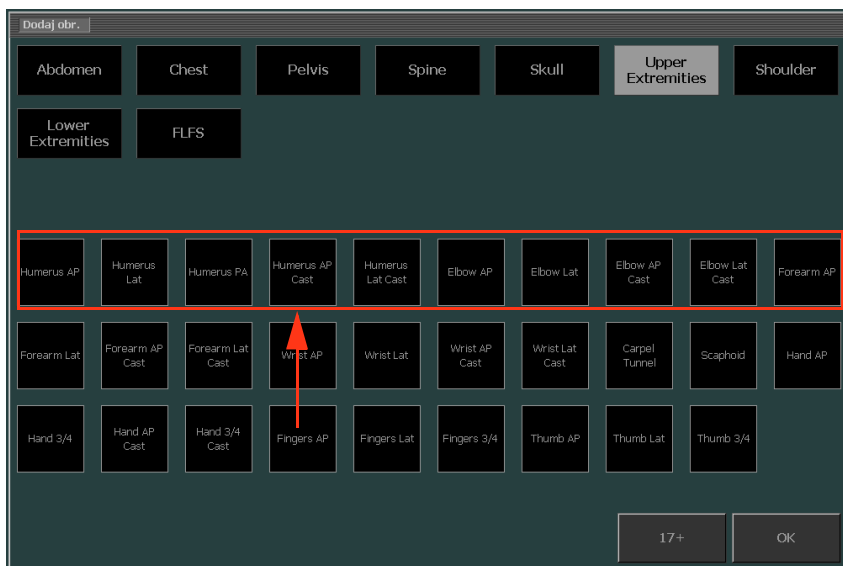 Dodaj obr.
Abdomen
Chest
Pelvis
Spine
Skull
Upper
Extremities
Shoulder
Lower
Extremities
FLFS
Humerus AP
Humerus
Lat
Humerus PA
Humerus AP
Cast
Humerus
Lat Cast
Elbow AP
Elbow Lat
Elbow AP
Cast
Elbow Lat
Cast
Forearm AP
Forearm Lat
Forearm AP
Cast
Forearm Lat
Cast
Wrist AP
Wrist Lat
Wrist AP
Cast
Wrist Lat
Cast
Carpel
Tunnel
Scaphoid
Hand AP
Hand 3/4
Hand AP
Cast
Hand 3/4
Cast
Fingers AP
Fingers Lat
Fingers 3/4
Thumb AP
Thumb Lat
Thumb 3/4
17+
OK